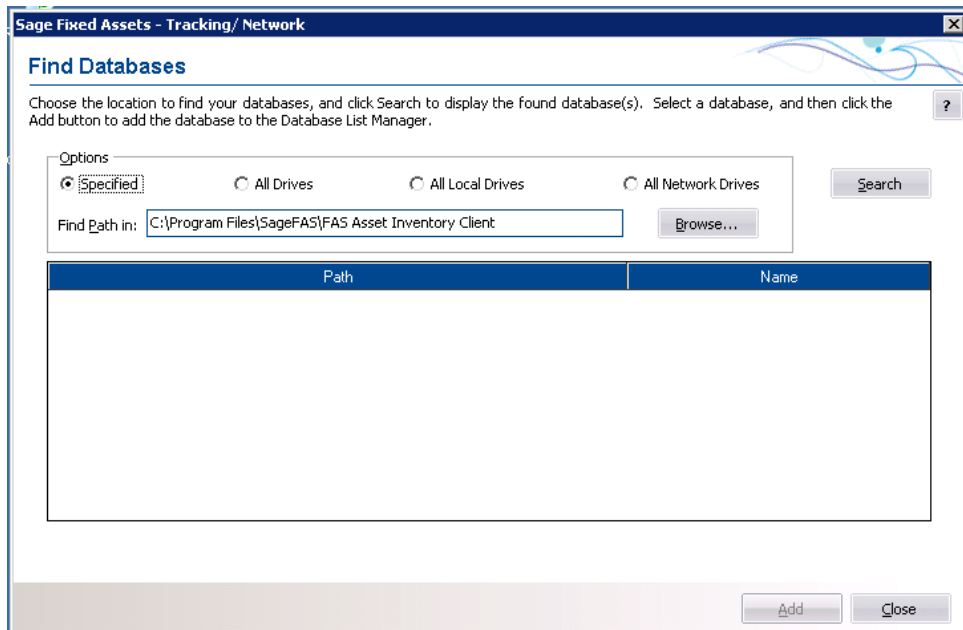 Sage Fixed Assets - Tracking/ Network
Find Databases
Choose the location to find your databases, and click Search to display the found database(s). Select a database, and then click the
Add button to add the database to the Database List Manager.
?
Options
Specified All Drives All Local Drives All Network Drives Search
Find Path in: C:\Program Files\SageFAS\FAS Asset Inventory Client Browse...
Path Name
Add Close